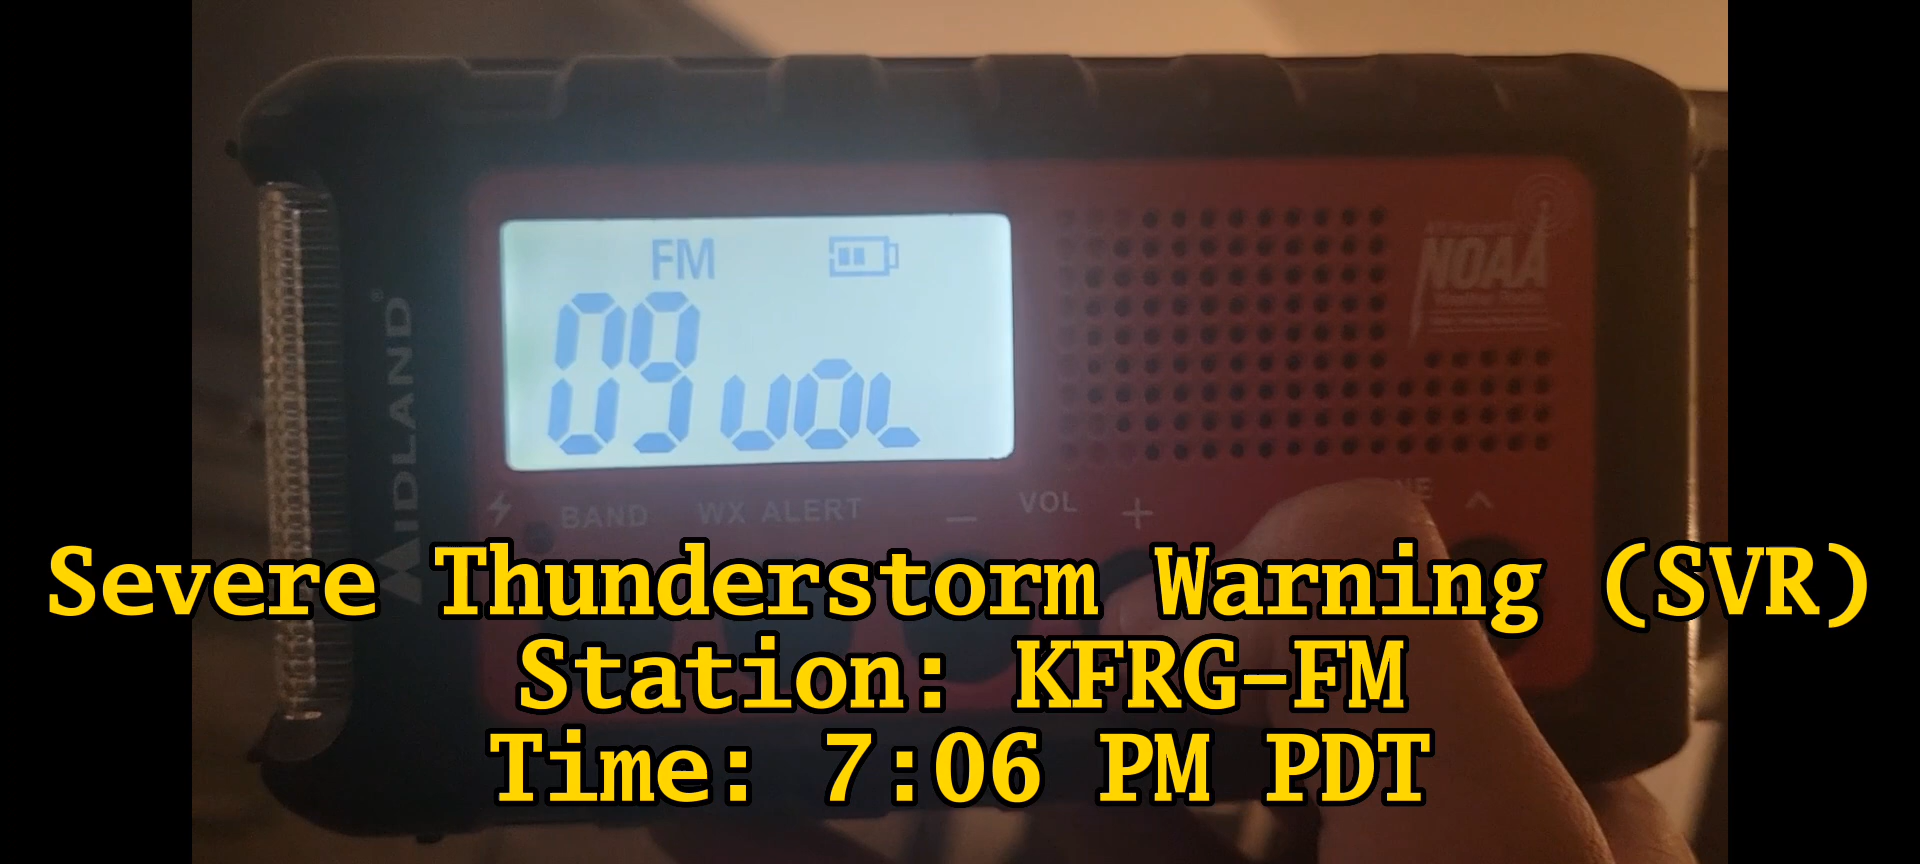 FM
09 VOL
NOAA
MIDLAND®
BAND WX ALERT — VOL +
Severe Thunderstorm Warning (SVR)
Station: KFRG-FM
Time: 7:06 PM PDT